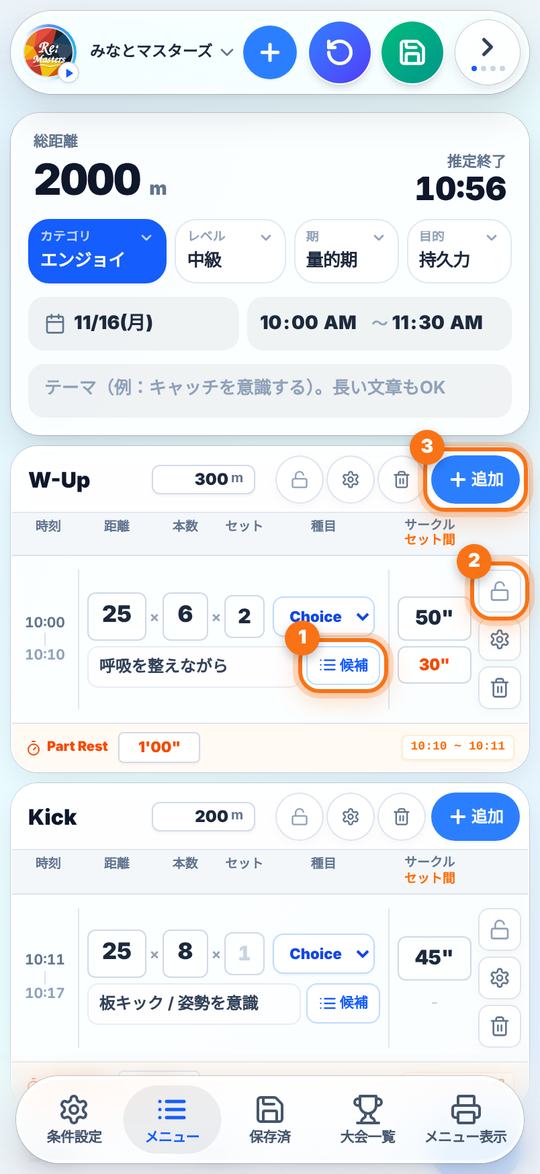 Re:
Masters
みなとマスターズ
総距離
2000 m
推定終了
10:56
カテゴリ
エンジョイ
レベル
中級
期
量的期
目的
持久力
11/16(月)
10:00 AM ～ 11:30 AM
テーマ（例：キャッチを意識する）。長い文章もOK
3
W-Up
300 m
+ 追加
時刻 距離 本数 セット 種目 サークル
セット間
2
10:00
10:10
25 × 6 × 2 Choice 50"
1
呼吸を整えながら 候補 30"
Part Rest 1'00" 10:10 ~ 10:11
Kick
200 m
+ 追加
時刻 距離 本数 セット 種目 サークル
セット間
10:11
10:17
25 × 8 × 1 Choice 45"
板キック / 姿勢を意識 候補 -
条件設定 メニュー 保存済 大会一覧 メニュー表示